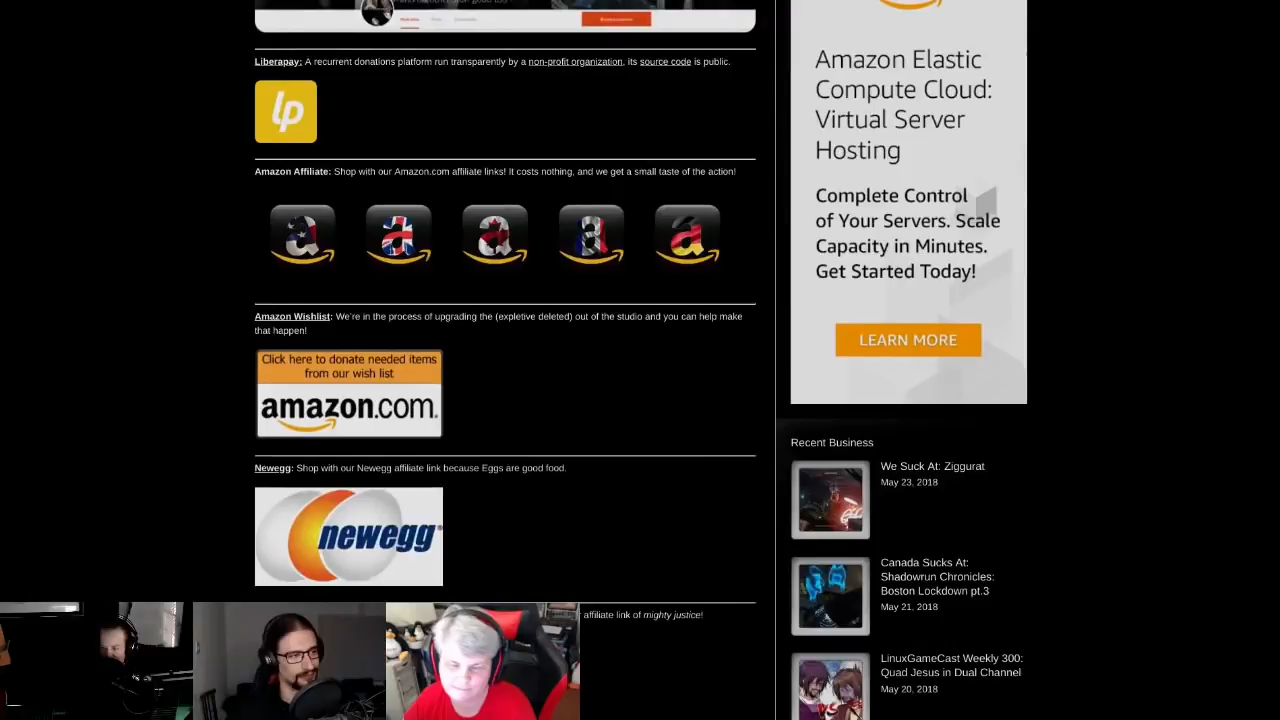 Liberapay: A recurrent donations platform run transparently by a non-profit organization, its source code is public.
lp
Amazon Affiliate: Shop with our Amazon.com affiliate links! It costs nothing, and we get a small taste of the action!
a a a a a
Amazon Wishlist: We're in the process of upgrading the (expletive deleted) out of the studio and you can help make
that happen!
Click here to donate needed items
from our wish list
amazon.com.
Newegg: Shop with our Newegg affiliate link because Eggs are good food.
newegg®
affiliate link of mighty justice!
Amazon Elastic
Compute Cloud:
Virtual Server
Hosting
Complete Control
of Your Servers. Scale
Capacity in Minutes.
Get Started Today!
LEARN MORE
Recent Business
We Suck At: Ziggurat
May 23, 2018
Canada Sucks At:
Shadowrun Chronicles:
Boston Lockdown pt.3
May 21, 2018
LinuxGameCast Weekly 300:
Quad Jesus in Dual Channel
May 20, 2018
VS